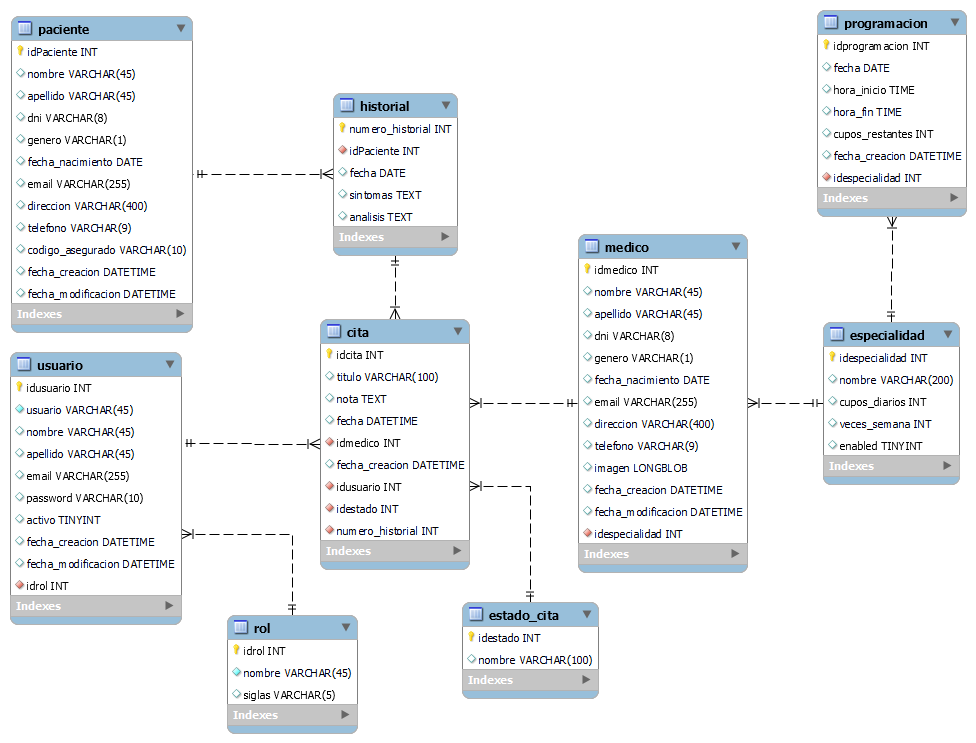 paciente
idPaciente INT
nombre VARCHAR(45)
apellido VARCHAR(45)
dni VARCHAR(8)
genero VARCHAR(1)
fecha_nacimiento DATE
email VARCHAR(255)
direccion VARCHAR(400)
telefono VARCHAR(9)
codigo_asegurado VARCHAR(10)
fecha_creacion DATETIME
fecha_modificacion DATETIME
Indexes
historial
numero_historial INT
idPaciente INT
fecha DATE
sintomas TEXT
analisis TEXT
Indexes
programacion
idprogramacion INT
fecha DATE
hora_inicio TIME
hora_fin TIME
cupos_restantes INT
fecha_creacion DATETIME
idespecialidad INT
Indexes
medico
idmedico INT
nombre VARCHAR(45)
apellido VARCHAR(45)
dni VARCHAR(8)
genero VARCHAR(1)
fecha_nacimiento DATE
email VARCHAR(255)
direccion VARCHAR(400)
telefono VARCHAR(9)
imagen LONGBLOB
fecha_creacion DATETIME
fecha_modificacion DATETIME
idespecialidad INT
Indexes
especialidad
idespecialidad INT
nombre VARCHAR(200)
cupos_diarios INT
veces_semana INT
enabled TINYINT
Indexes
cita
idcita INT
titulo VARCHAR(100)
nota TEXT
fecha DATETIME
idmedico INT
fecha_creacion DATETIME
idusuario INT
idestado INT
numero_historial INT
Indexes
usuario
idusuario INT
usuario VARCHAR(45)
nombre VARCHAR(45)
apellido VARCHAR(45)
email VARCHAR(255)
password VARCHAR(10)
activo TINYINT
fecha_creacion DATETIME
fecha_modificacion DATETIME
idrol INT
Indexes
rol
idrol INT
nombre VARCHAR(45)
siglas VARCHAR(5)
Indexes
estado_cita
idestado INT
nombre VARCHAR(100)
Indexes